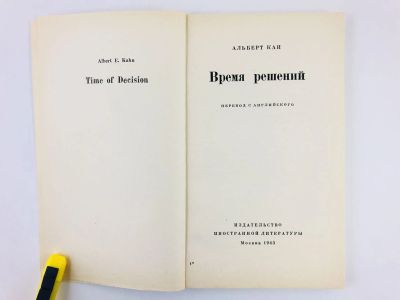 Albert E. Kahn
Time of Decision
АЛЬБЕРТ КАН
Время решений
ПЕРЕВОД С АНГЛИЙСКОГО
ИЗДАТЕЛЬСТВО
ИНОСТРАННОЙ ЛИТЕРАТУРЫ
Москва 1963